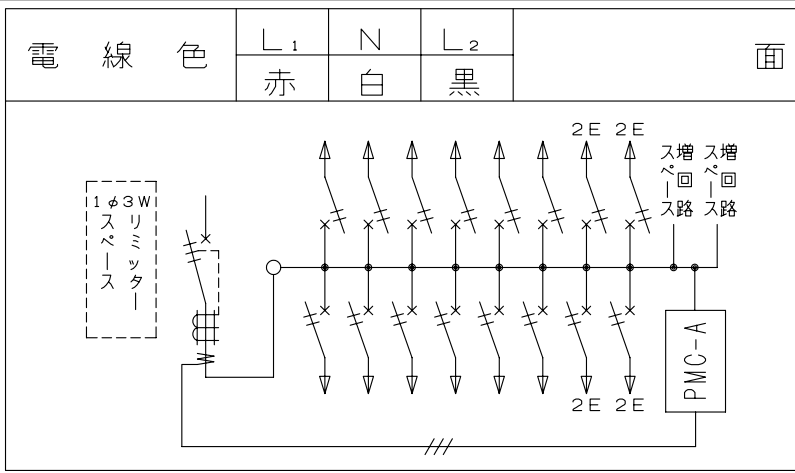 電線色
L₁ N L₂
赤 白 黒
面
1φ3W
リミッター
スペース
2E 2E
増回路
スペース
増回路
スペース
PMC-A
2E 2E